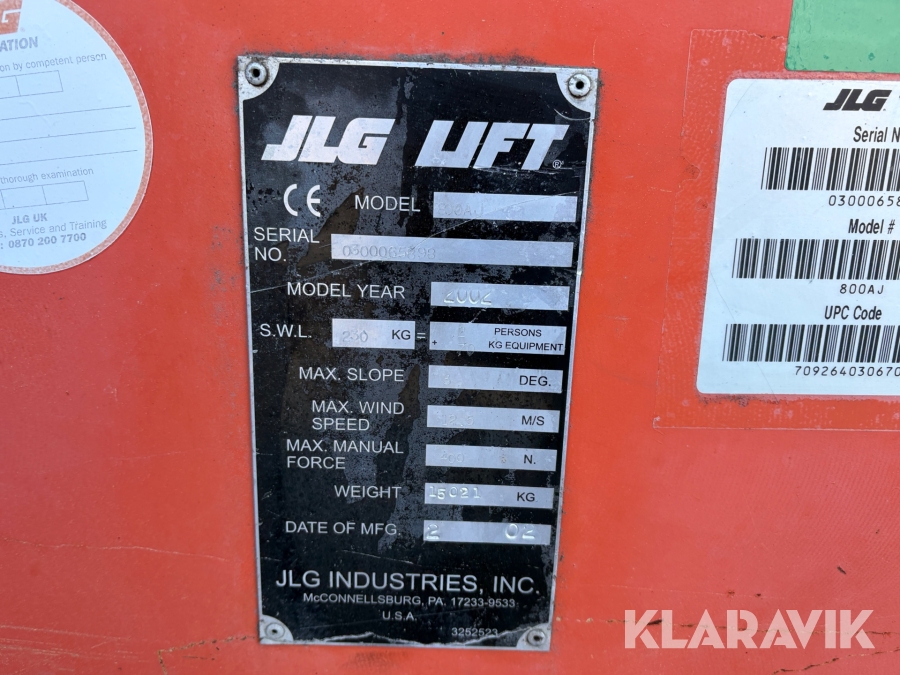 ATION
on by competent person
horough examination
JLG UK
s, Service and Training
: 0870 200 7700
JLG LIFT®
CE MODEL
SERIAL NO.
MODEL YEAR 2002
S.W.L. 230 KG = PERSONS
+ KG EQUIPMENT
MAX. SLOPE DEG.
MAX. WIND SPEED M/S
MAX. MANUAL FORCE N.
WEIGHT 15021 KG
DATE OF MFG. 2 02
JLG INDUSTRIES, INC.
McCONNELLSBURG, PA. 17233-9533
U.S.A.
3252523
JLG
Serial N
03000658
Model #
800AJ
UPC Code
70926403067
KLARAVIK